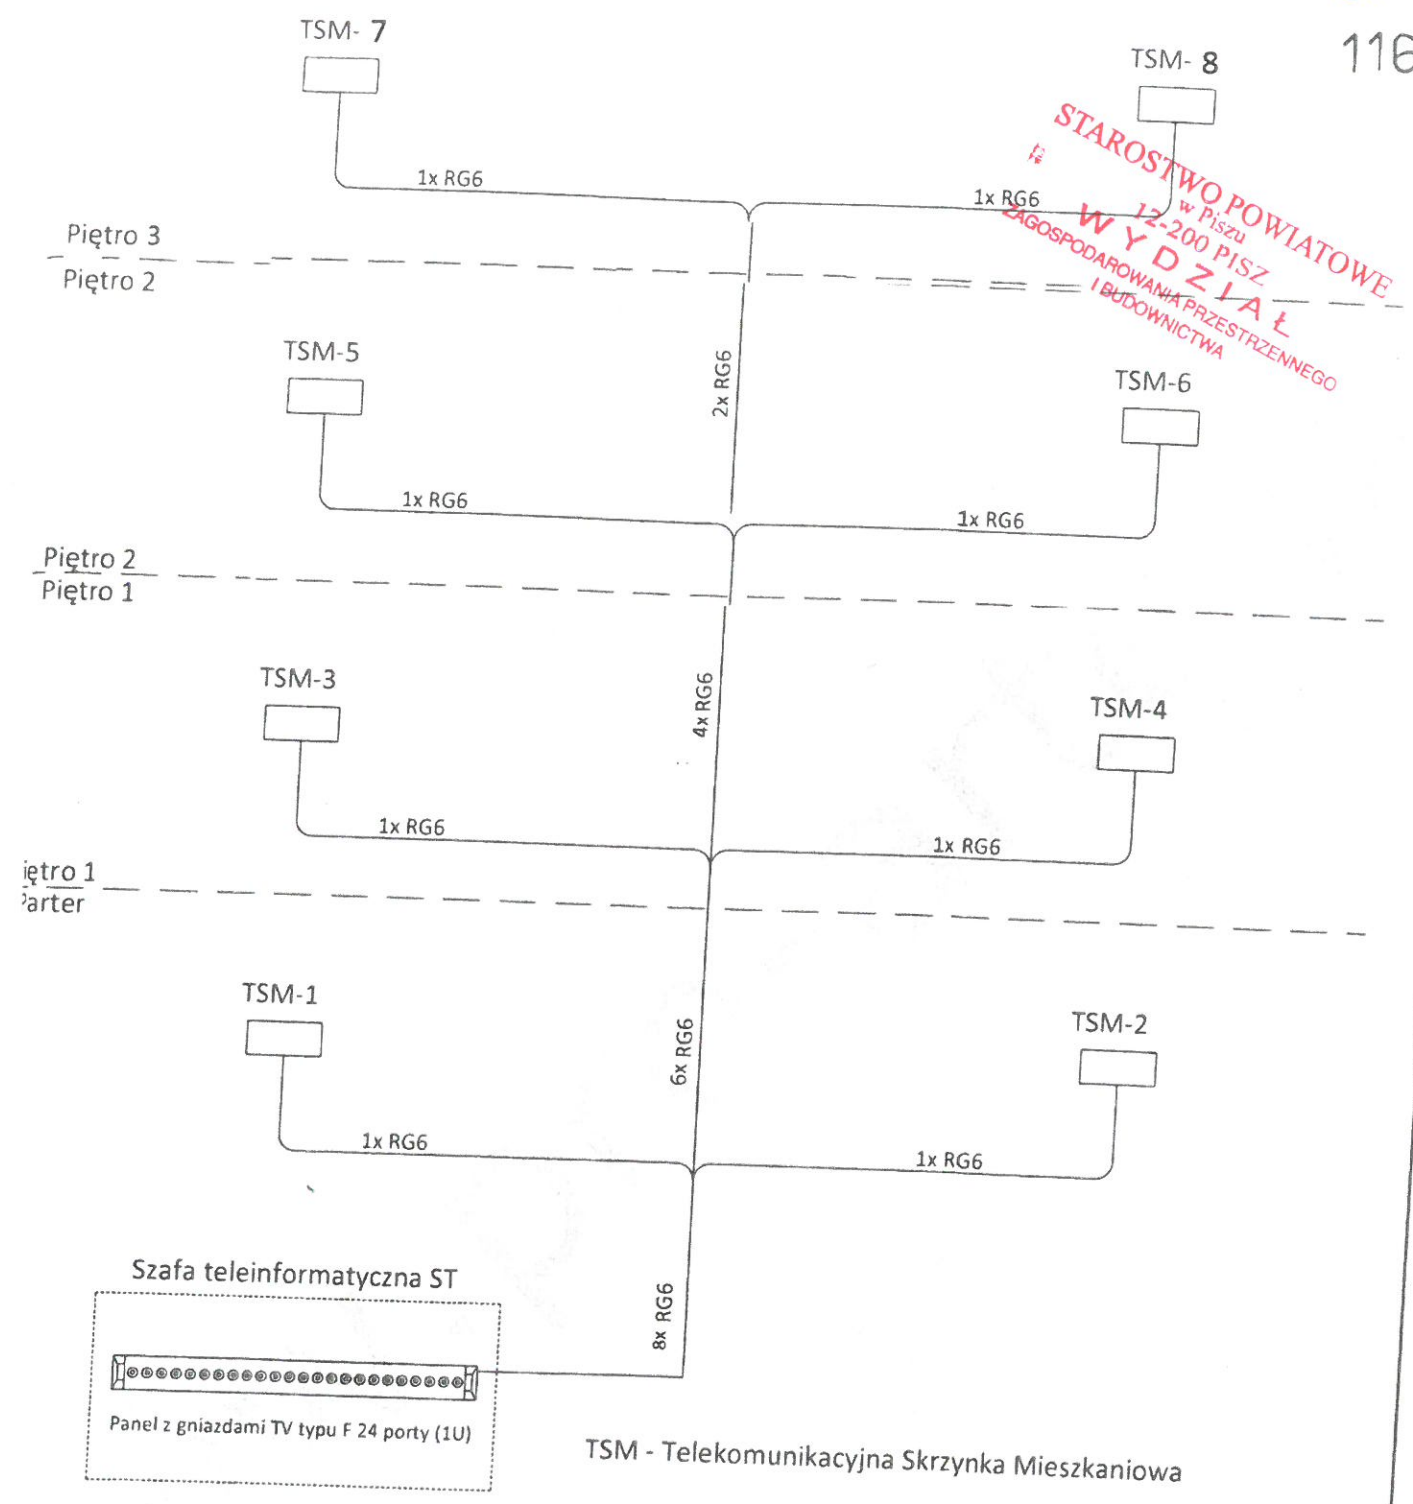 116
TSM- 7
TSM- 8
STAROSTWO POWIATOWE
w Piszu
12-200 PISZ
WYDZIAŁ
ZAGOSPODAROWANIA PRZESTRZENNEGO
I BUDOWNICTWA
1x RG6
1x RG6
Piętro 3
Piętro 2
2x RG6
TSM-5
TSM-6
1x RG6
1x RG6
Piętro 2
Piętro 1
4x RG6
TSM-3
TSM-4
1x RG6
1x RG6
iętro 1
arter
6x RG6
TSM-1
TSM-2
1x RG6
1x RG6
8x RG6
Szafa teleinformatyczna ST
Panel z gniazdami TV typu F 24 porty (1U)
TSM - Telekomunikacyjna Skrzynka Mieszkaniowa